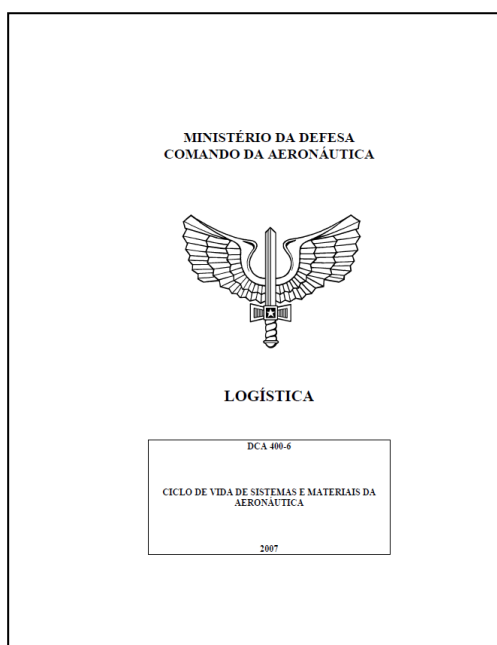 MINISTÉRIO DA DEFESA
COMANDO DA AERONÁUTICA
LOGÍSTICA
DCA 400-6
CICLO DE VIDA DE SISTEMAS E MATERIAIS DA
AERONÁUTICA
2007